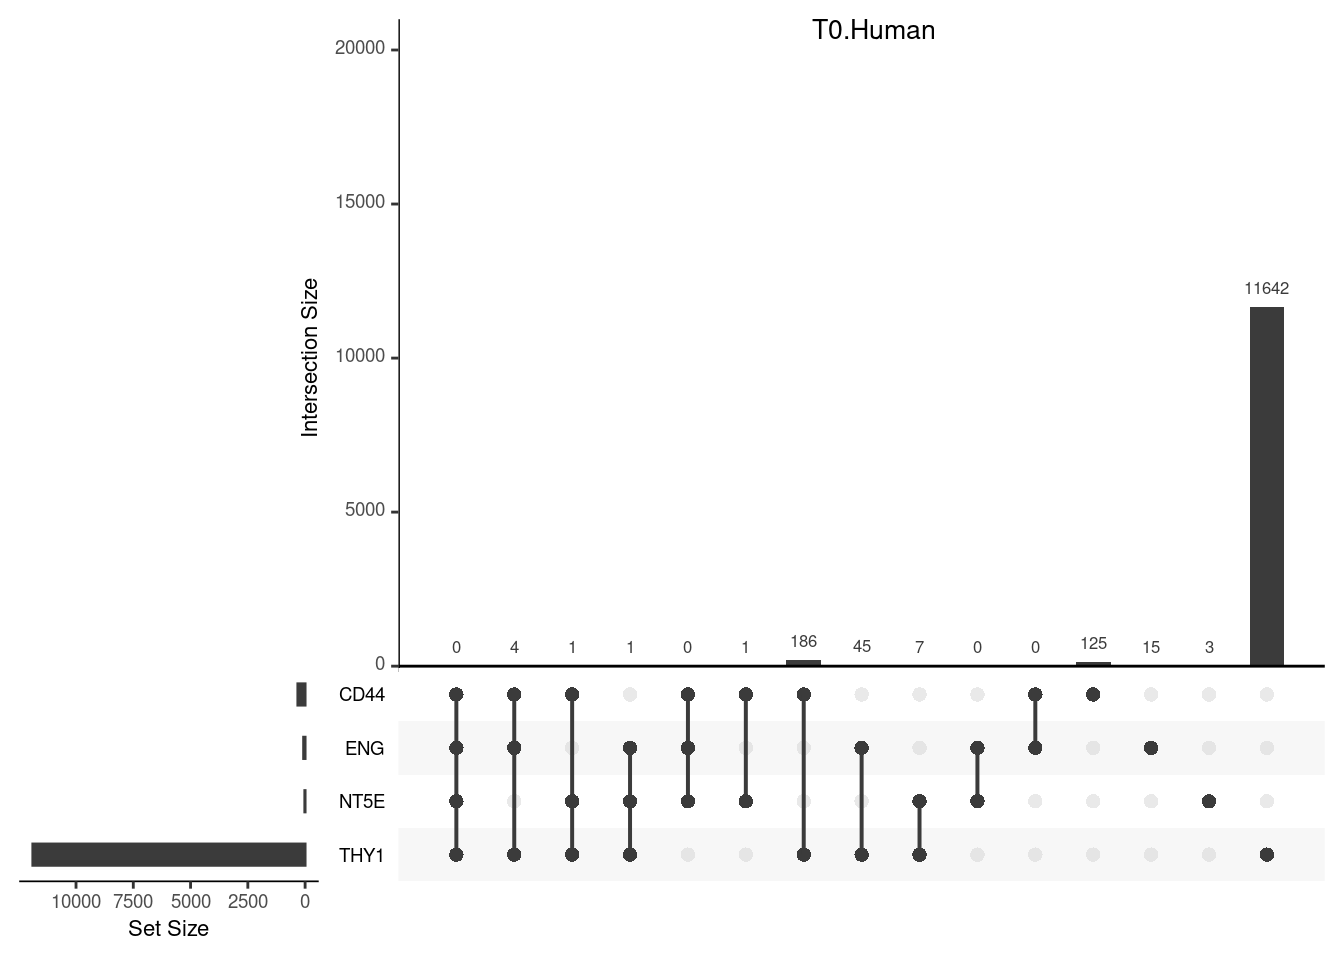 T0.Human
20000
15000
10000
5000
0
Intersection Size
11642
0 4 1 1 0 1 186 45 7 0 0 125 15 3
CD44
ENG
NT5E
THY1
10000 7500 5000 2500 0
Set Size